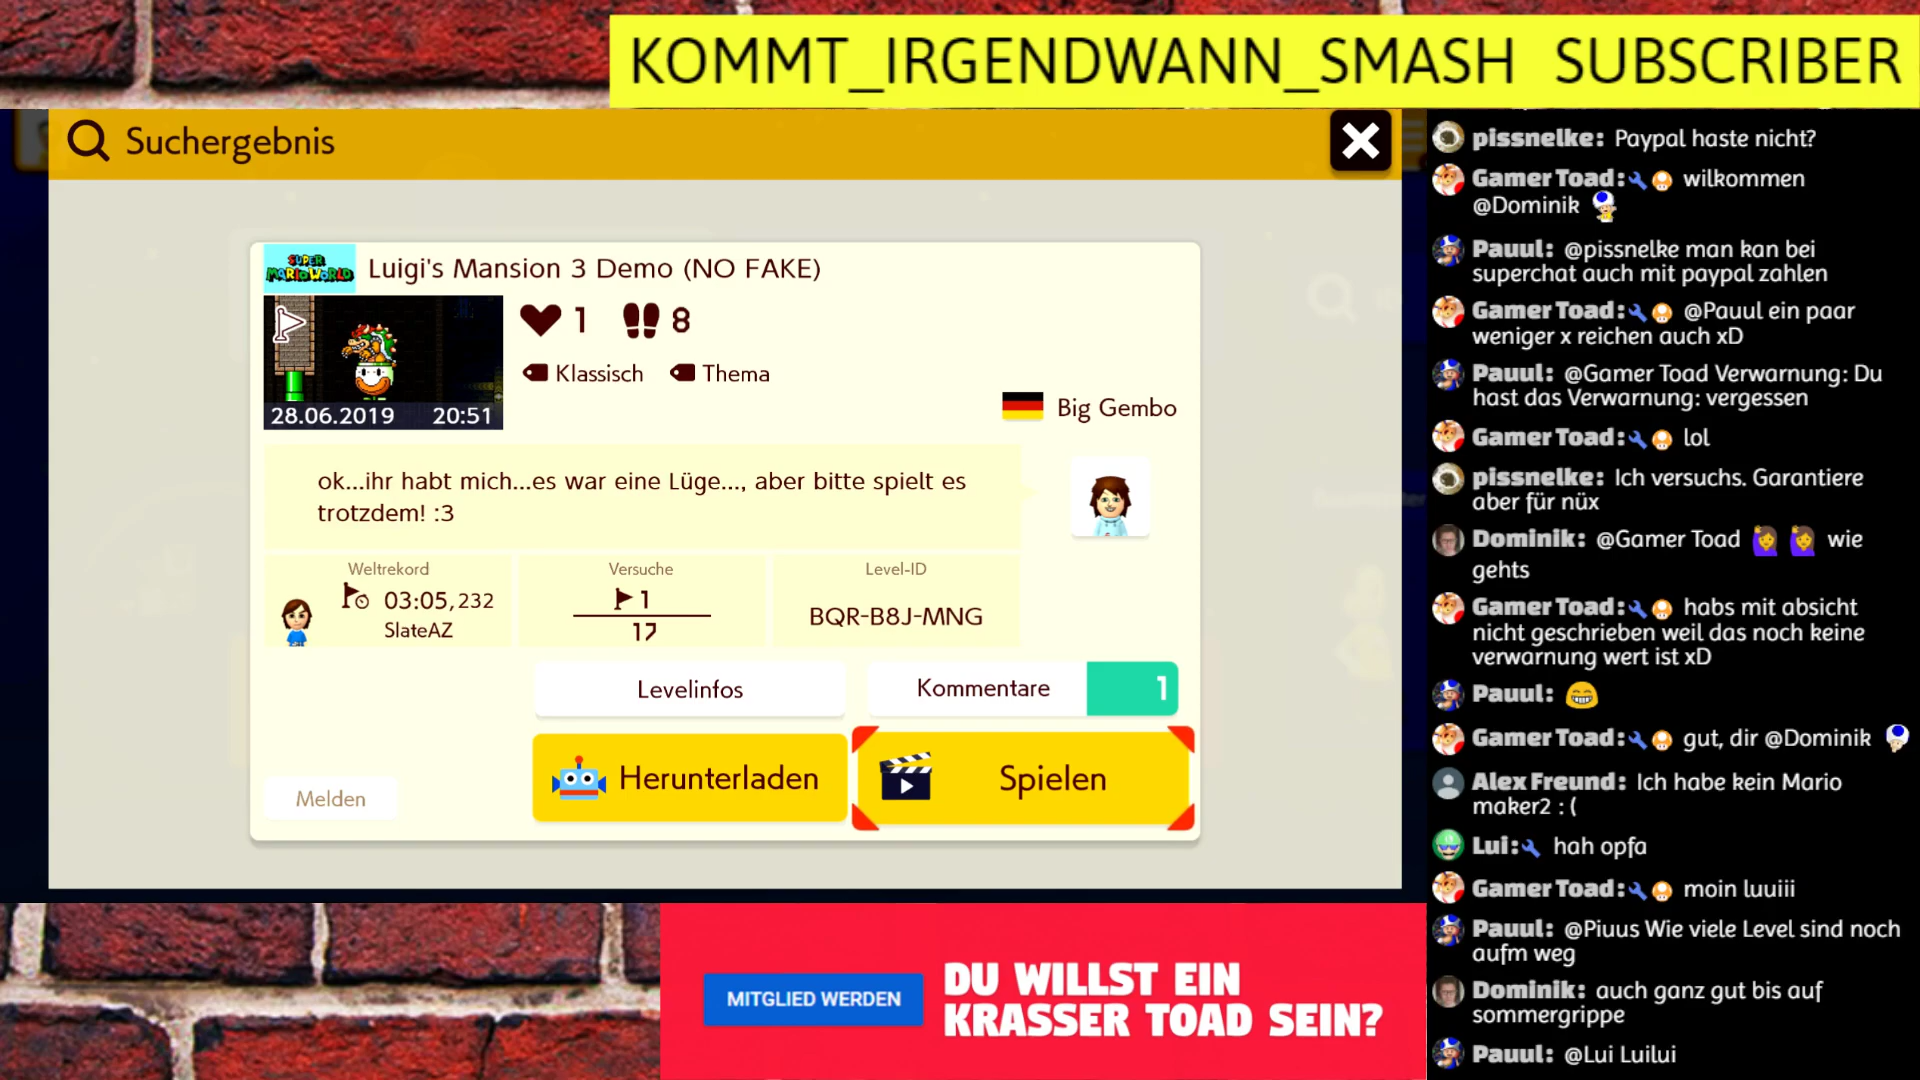 KOMMT_IRGENDWANN_SMASH SUBSCRIBER
Suchergebnis
SUPER
MARIO WORLD
Luigi's Mansion 3 Demo (NO FAKE)
1 8
Klassisch Thema
28.06.2019 20:51
Big Gembo
ok...ihr habt mich...es war eine Lüge..., aber bitte spielt es
trotzdem! :3
Weltrekord
03:05,232
SlateAZ
Versuche
1
17
Level-ID
BQR-B8J-MNG
Levelinfos
Kommentare 1
Herunterladen
Spielen
Melden
MITGLIED WERDEN
DU WILLST EIN
KRASSER TOAD SEIN?
pissnelke: Paypal haste nicht?
Gamer Toad: wilkommen
@Dominik
Pauul: @pissnelke man kan bei
superchat auch mit paypal zahlen
Gamer Toad: @Pauul ein paar
weniger x reichen auch xD
Pauul: @Gamer Toad Verwarnung: Du
hast das Verwarnung: vergessen
Gamer Toad: lol
pissnelke: Ich versuchs. Garantiere
aber für nüx
Dominik: @Gamer Toad 🙋‍♀️ 🙋‍♀️ wie
gehts
Gamer Toad: habs mit absicht
nicht geschrieben weil das noch keine
verwarnung wert ist xD
Pauul: 😂
Gamer Toad: gut, dir @Dominik
Alex Freund: Ich habe kein Mario
maker2 : (
Lui: hah opfa
Gamer Toad: moin luuiii
Pauul: @Piuus Wie viele Level sind noch
aufm weg
Dominik: auch ganz gut bis auf
sommergrippe
Pauul: @Lui Luilui